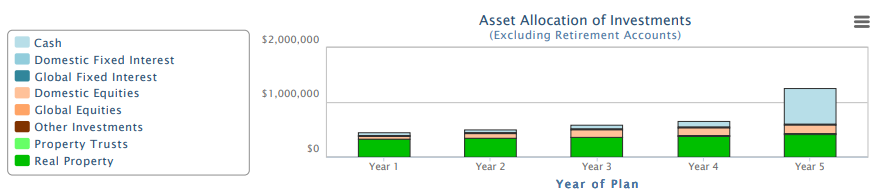 Asset Allocation of Investments
(Excluding Retirement Accounts)
Cash
Domestic Fixed Interest
Global Fixed Interest
Domestic Equities
Global Equities
Other Investments
Property Trusts
Real Property
$2,000,000
$1,000,000
$0
Year 1
Year 2
Year 3
Year 4
Year 5
Year of Plan